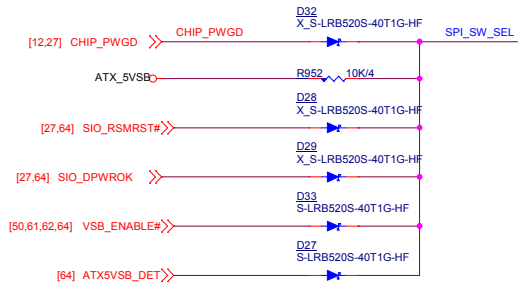 D32
X_S-LRB520S-40T1G-HF
[12,27] CHIP_PWGD CHIP_PWGD SPI_SW_SEL
ATX_5VSB R952 10K/4
D28
X_S-LRB520S-40T1G-HF
[27,64] SIO_RSMRST#
D29
X_S-LRB520S-40T1G-HF
[27,64] SIO_DPWROK
D33
S-LRB520S-40T1G-HF
[50,61,62,64] VSB_ENABLE#
D27
S-LRB520S-40T1G-HF
[64] ATX5VSB_DET